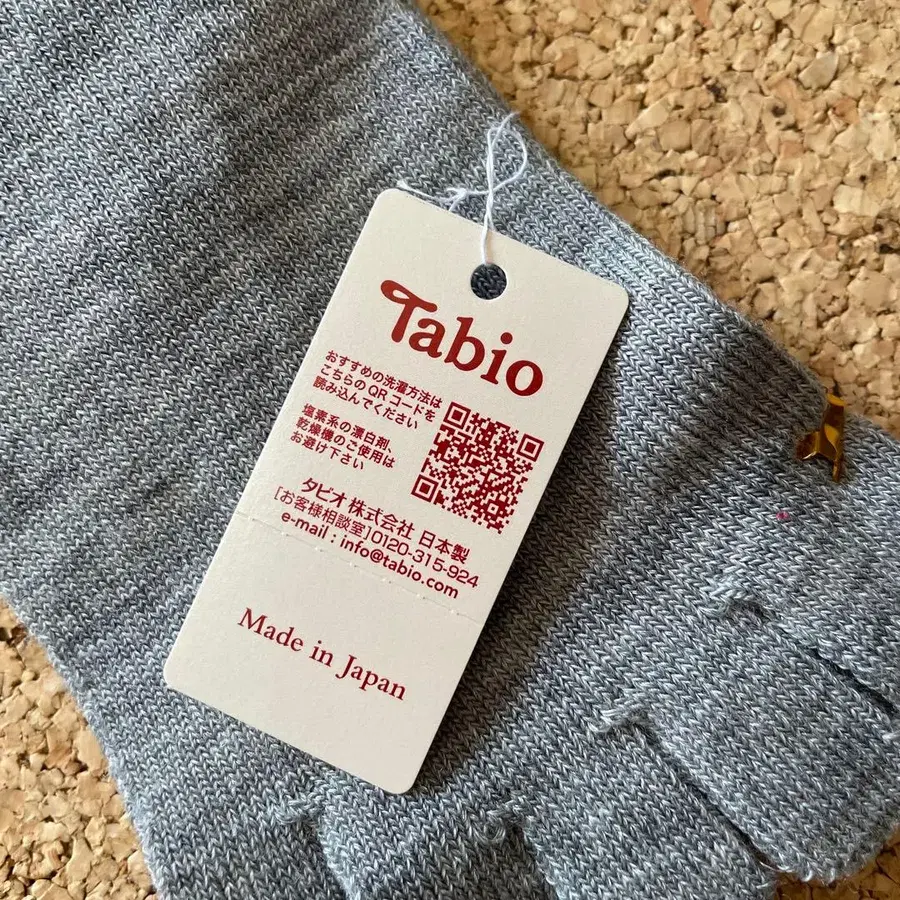 Tabio
おすすめの洗濯方法は
こちらのQRコードを
読み込んでください
塩素系の漂白剤、
乾燥機のご使用は
お避け下さい
タビオ株式会社 日本製
[お客様相談室]0120-315-924
e-mail : info@tabio.com
Made in Japan